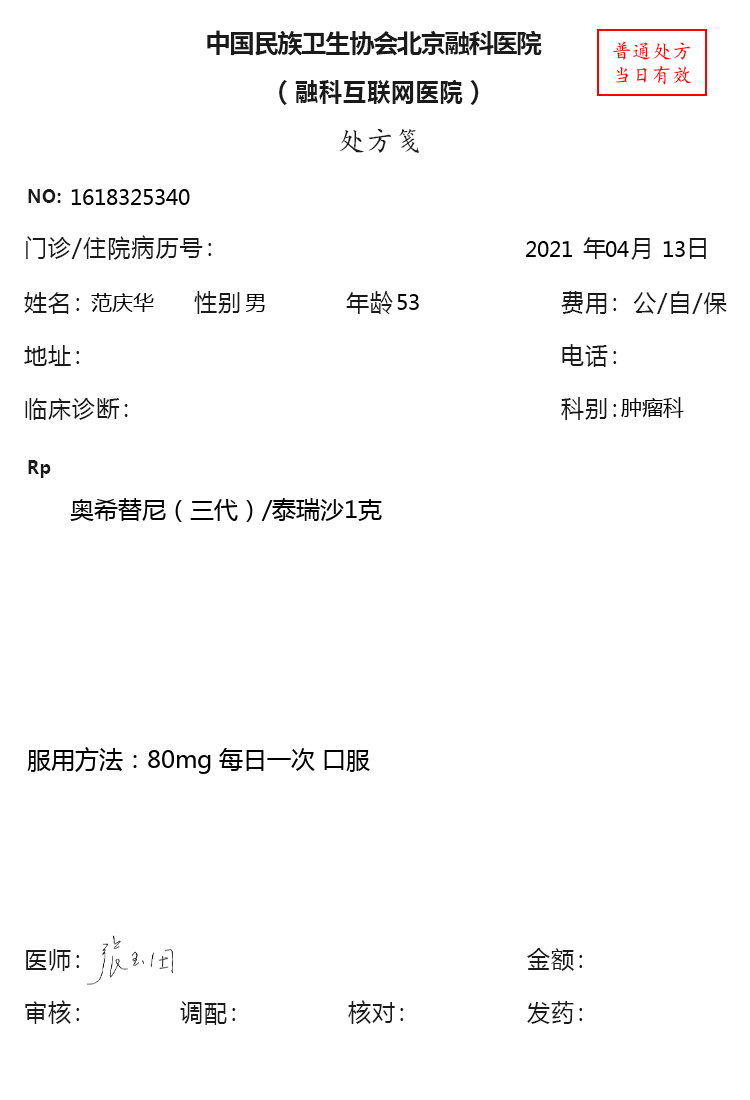 中国民族卫生协会北京融科医院
普通处方
当日有效
（融科互联网医院）
处方笺
NO: 1618325340
门诊/住院病历号: 2021 年04月 13日
姓名: 范庆华 性别 男 年龄 53 费用: 公/自/保
地址: 电话:
临床诊断: 科别:肿瘤科
Rp
奥希替尼（三代）/泰瑞沙1克
服用方法：80mg 每日一次 口服
医师: 金额:
审核: 调配: 核对: 发药: